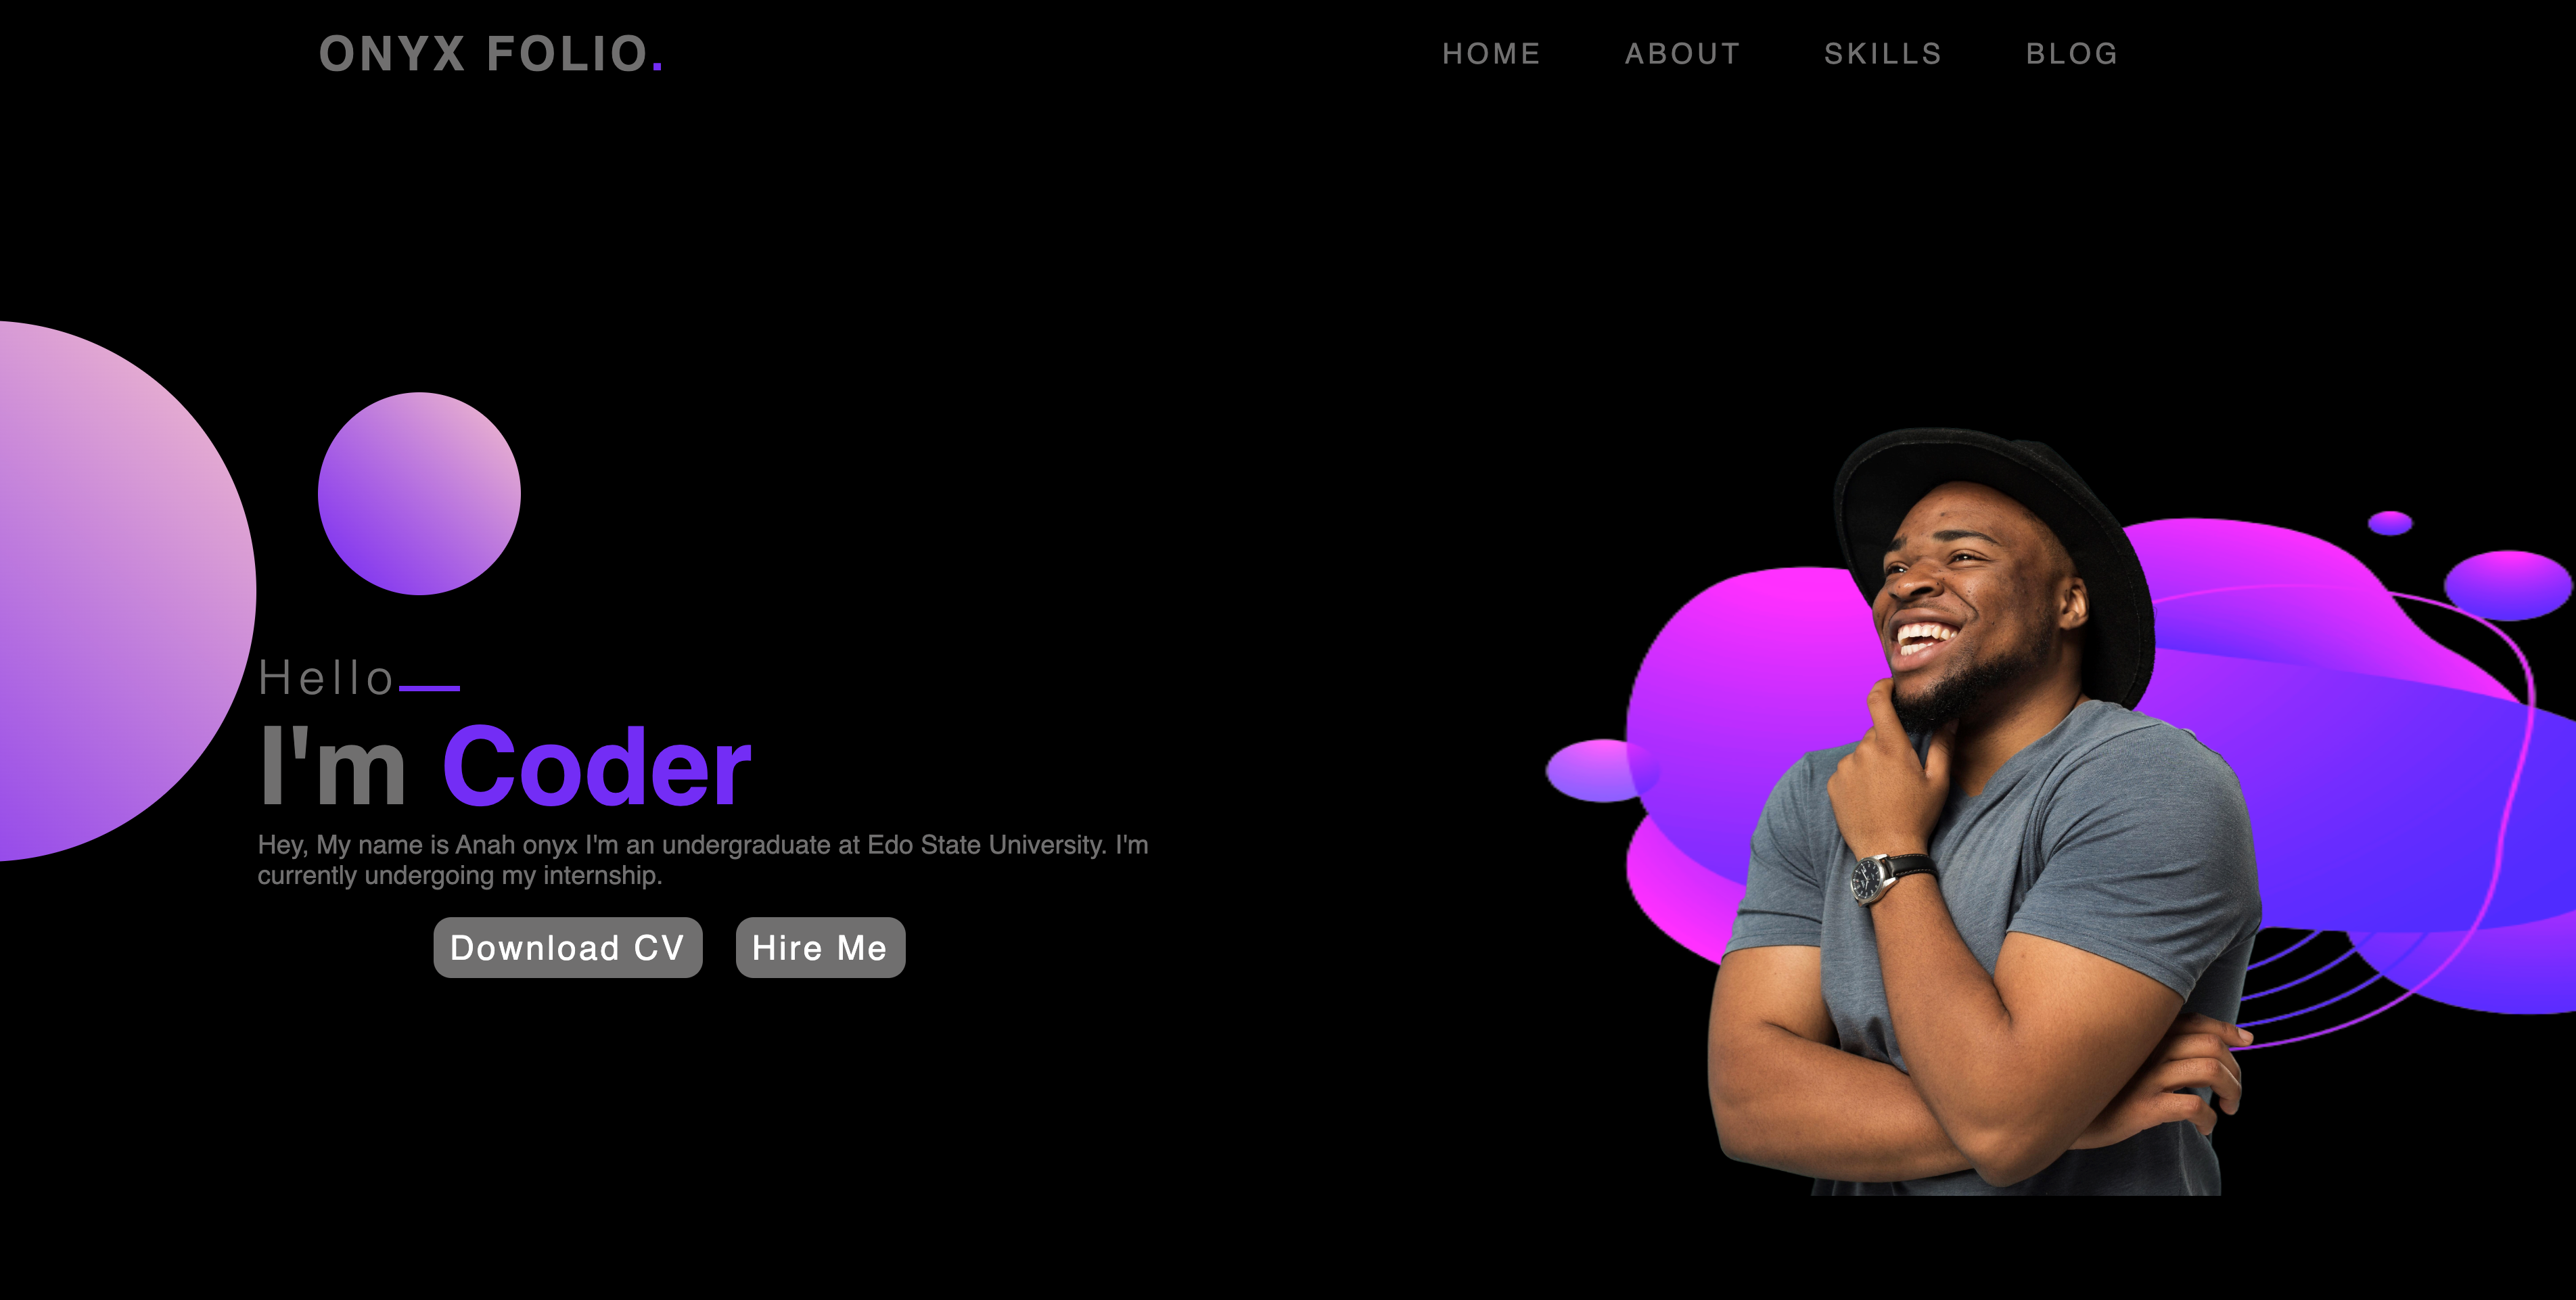 ONYX FOLIO.
HOME ABOUT SKILLS BLOG
Hello
I'm Coder
Hey, My name is Anah onyx I'm an undergraduate at Edo State University. I'm
currently undergoing my internship.
Download CV Hire Me